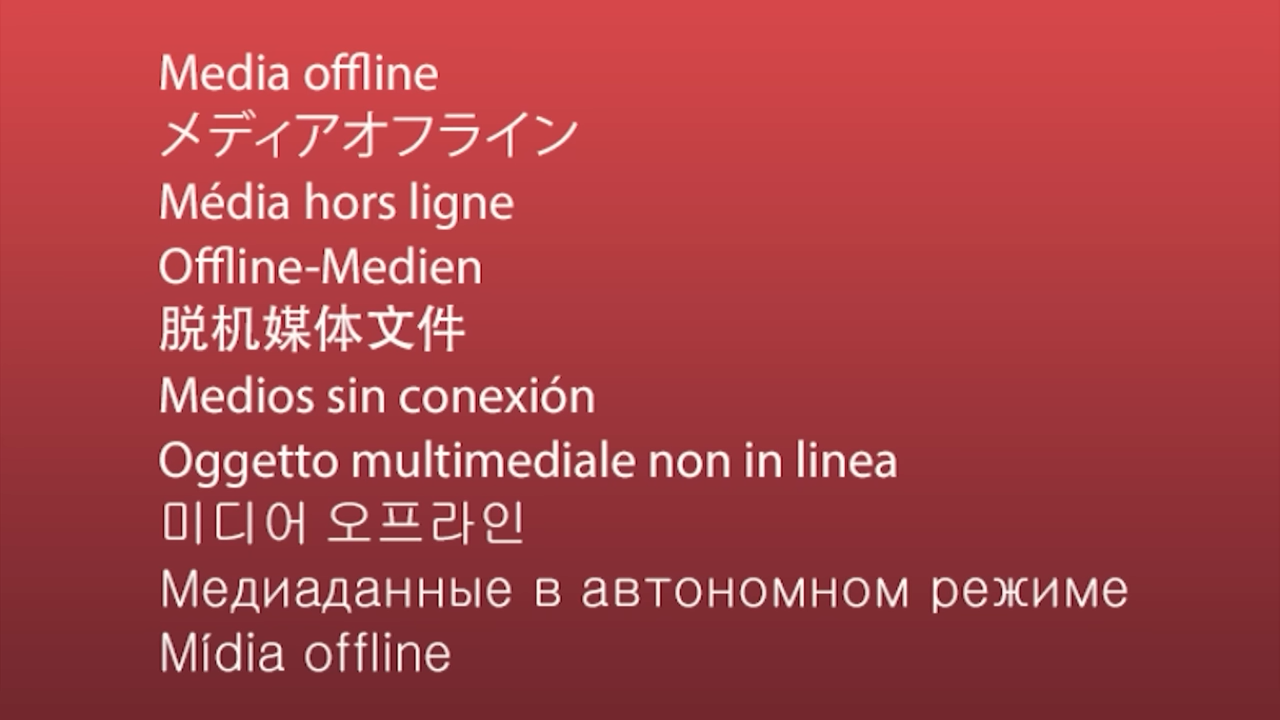 Media offline
メディアオフライン
Média hors ligne
Offline-Medien
脱机媒体文件
Medios sin conexión
Oggetto multimediale non in linea
미디어 오프라인
Медиаданные в автономном режиме
Mídia offline